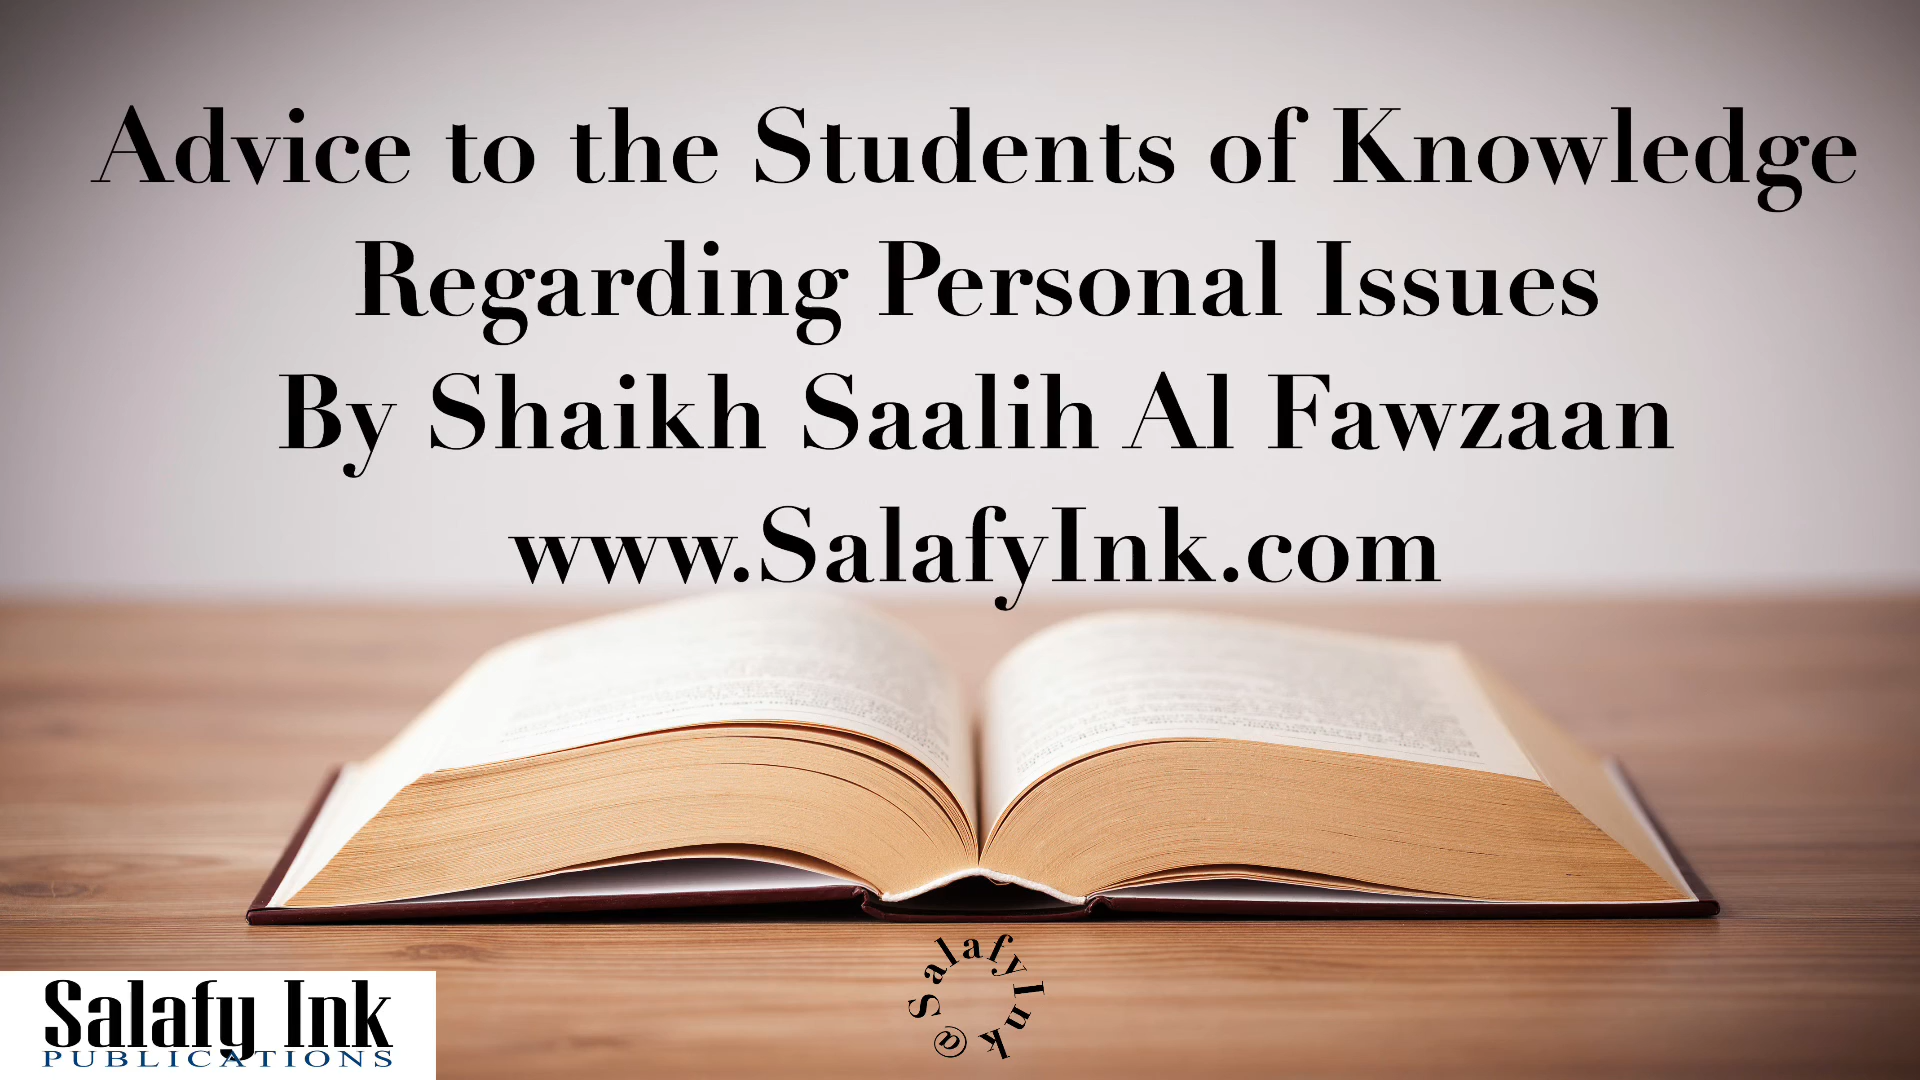 Advice to the Students of Knowledge
Regarding Personal Issues
By Shaikh Saalih Al Fawzaan
www.SalafyInk.com
@SalafyInk
Salafy Ink
PUBLICATIONS